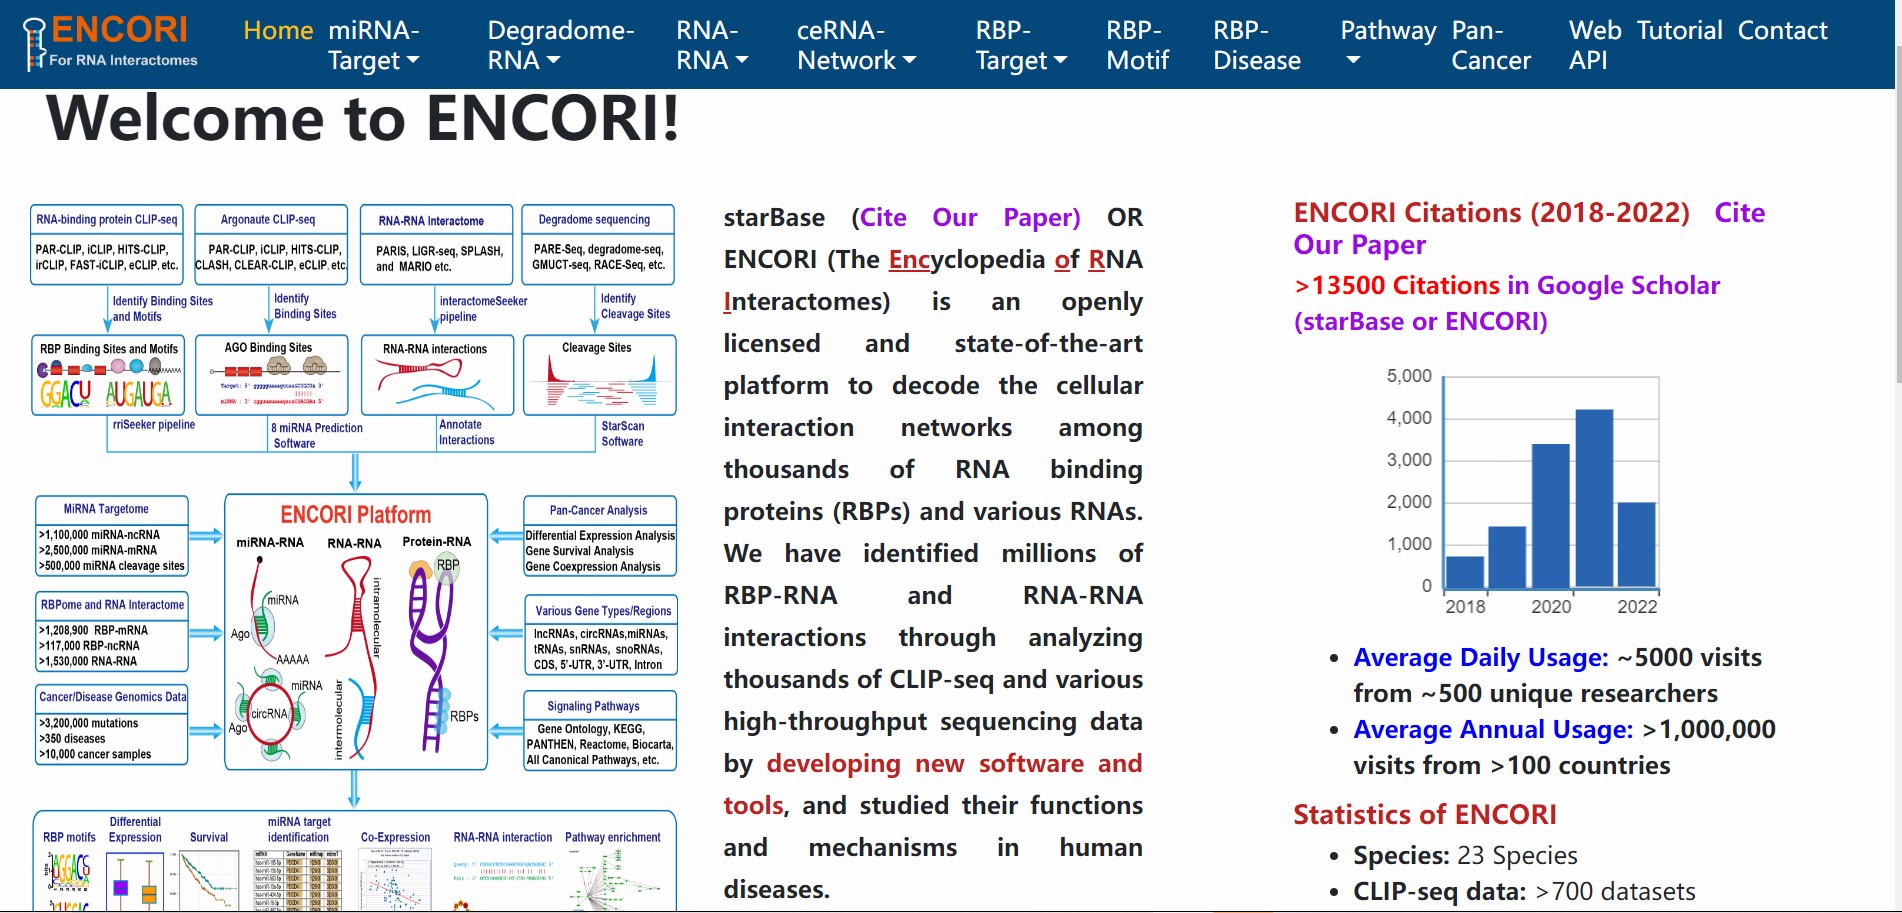 ENCORI
For RNA Interactomes
Home
miRNA-
Target
Degradome-
RNA
RNA-
RNA
ceRNA-
Network
RBP-
Target
RBP-
Motif
RBP-
Disease
Pathway
Pan-
Cancer
Web
API
Tutorial
Contact
Welcome to ENCORI!
RNA-binding protein CLIP-seq
PAR-CLIP, iCLIP, HITS-CLIP,
irCLIP, FAST-iCLIP, eCLIP, etc.
Argonaute CLIP-seq
PAR-CLIP, iCLIP, HITS-CLIP,
CLASH, CLEAR-CLIP, eCLIP, etc.
RNA-RNA Interactome
PARIS, LIGR-seq, SPLASH,
and MARIO etc.
Degradome sequencing
PARE-Seq, degradome-seq,
GMUCT-seq, RACE-Seq, etc.
Identify Binding Sites
and Motifs
Identify
Binding Sites
interactomeSeeker
pipeline
Identify
Cleavage Sites
RBP Binding Sites and Motifs
GGACU AUGAUGA
AGO Binding Sites
RNA-RNA interactions
Cleavage Sites
rriSeeker pipeline
8 miRNA Prediction
Software
Annotate
Interactions
StarScan
Software
MiRNA Targetome
>1,100,000 miRNA-ncRNA
>2,500,000 miRNA-mRNA
>500,000 miRNA cleavage sites
RBPome and RNA Interactome
>1,208,900 RBP-mRNA
>117,000 RBP-ncRNA
>1,530,000 RNA-RNA
Cancer/Disease Genomics Data
>3,200,000 mutations
>350 diseases
>10,000 cancer samples
ENCORI Platform
miRNA-RNA
RNA-RNA
Protein-RNA
miRNA
Ago
AAAAA
miRNA
circRNA
Ago
intramolecular
intermolecular
RBP
RBPs
Pan-Cancer Analysis
Differential Expression Analysis
Gene Survival Analysis
Gene Coexpression Analysis
Various Gene Types/Regions
lncRNAs, circRNAs,miRNAs,
tRNAs, snRNAs, snoRNAs,
CDS, 5'-UTR, 3'-UTR, Intron
Signaling Pathways
Gene Ontology, KEGG,
PANTHEN, Reactome, Biocarta,
All Canonical Pathways, etc.
RBP motifs
Differential
Expression
Survival
miRNA target
identification
Co-Expression
RNA-RNA interaction
Pathway enrichment
starBase (Cite Our Paper) OR
ENCORI (The Encyclopedia of RNA
Interactomes) is an openly
licensed and state-of-the-art
platform to decode the cellular
interaction networks among
thousands of RNA binding
proteins (RBPs) and various RNAs.
We have identified millions of
RBP-RNA and RNA-RNA
interactions through analyzing
thousands of CLIP-seq and various
high-throughput sequencing data
by developing new software and
tools, and studied their functions
and mechanisms in human
diseases.
ENCORI Citations (2018-2022) Cite
Our Paper
>13500 Citations in Google Scholar
(starBase or ENCORI)
5,000
4,000
3,000
2,000
1,000
0
2018 2020 2022
Average Daily Usage: ~5000 visits
from ~500 unique researchers
Average Annual Usage: >1,000,000
visits from >100 countries
Statistics of ENCORI
Species: 23 Species
CLIP-seq data: >700 datasets